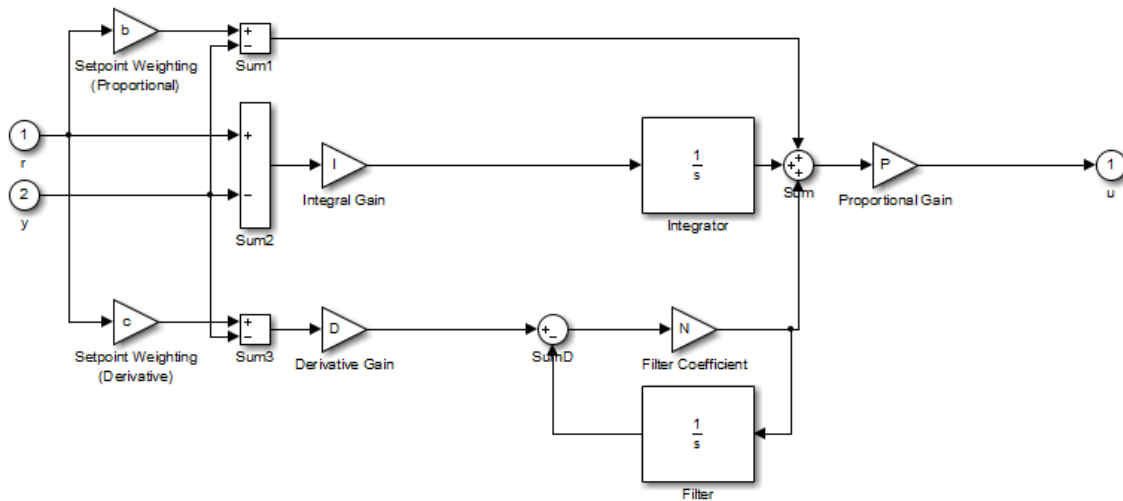 b
+
−
Setpoint Weighting
(Proportional)
Sum1
1
r
+
I
1
s
+
+
+
P
1
u
2
y
−
Integral Gain
Integrator
Sum
Proportional Gain
Sum2
c
+
−
D
+
−
N
Setpoint Weighting
(Derivative)
Sum3
Derivative Gain
SumD
Filter Coefficient
1
s
Filter